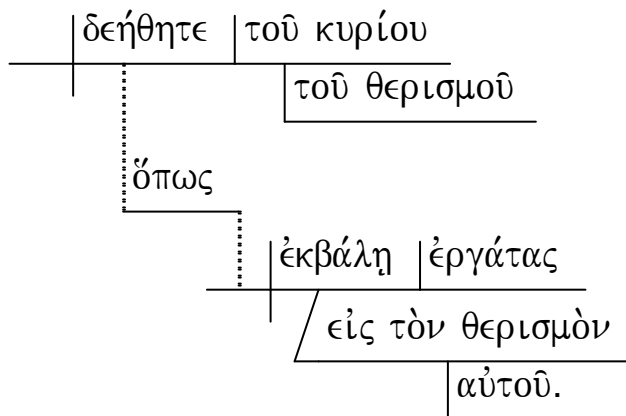 δεήθητε τοῦ κυρίου
τοῦ θερισμοῦ
ὅπως
ἐκβάλῃ ἐργάτας
εἰς τὸν θερισμὸν
αὐτοῦ.